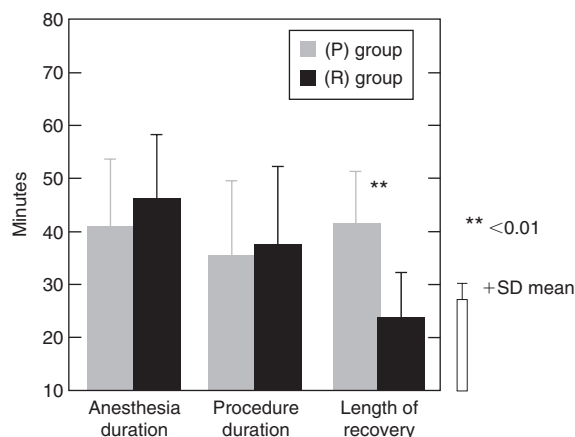 80
70
60
50
40
30
20
10
Minutes
(P) group
(R) group
**
** <0.01
+SD mean
Anesthesia
duration
Procedure
duration
Length of
recovery